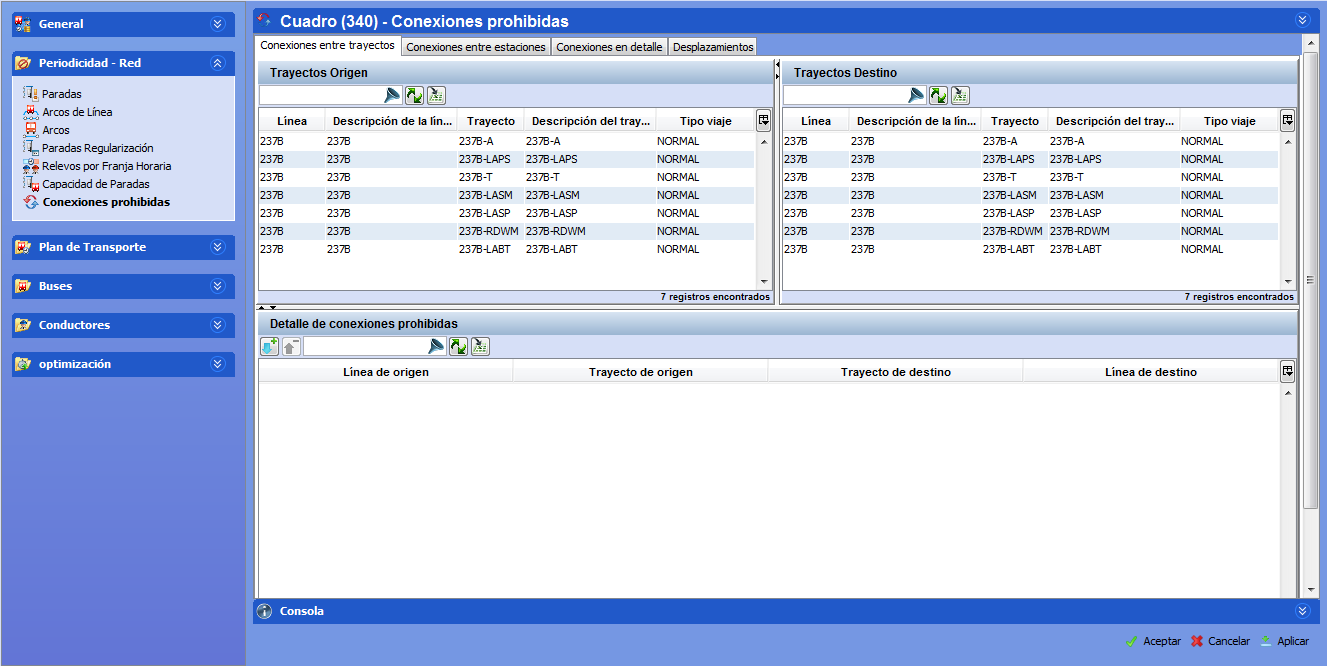 General
Periodicidad - Red
Paradas
Arcos de Línea
Arcos
Paradas Regularización
Relevos por Franja Horaria
Capacidad de Paradas
Conexiones prohibidas
Plan de Transporte
Buses
Conductores
optimización
Cuadro (340) - Conexiones prohibidas
Conexiones entre trayectos Conexiones entre estaciones Conexiones en detalle Desplazamientos
Trayectos Origen
Línea Descripción de la lín... Trayecto Descripción del tray... Tipo viaje
237B 237B 237B-A 237B-A NORMAL
237B 237B 237B-LAPS 237B-LAPS NORMAL
237B 237B 237B-T 237B-T NORMAL
237B 237B 237B-LASM 237B-LASM NORMAL
237B 237B 237B-LASP 237B-LASP NORMAL
237B 237B 237B-RDWM 237B-RDWM NORMAL
237B 237B 237B-LABT 237B-LABT NORMAL
7 registros encontrados
Trayectos Destino
Línea Descripción de la lín... Trayecto Descripción del tray... Tipo viaje
237B 237B 237B-A 237B-A NORMAL
237B 237B 237B-LAPS 237B-LAPS NORMAL
237B 237B 237B-T 237B-T NORMAL
237B 237B 237B-LASM 237B-LASM NORMAL
237B 237B 237B-LASP 237B-LASP NORMAL
237B 237B 237B-RDWM 237B-RDWM NORMAL
237B 237B 237B-LABT 237B-LABT NORMAL
7 registros encontrados
Detalle de conexiones prohibidas
Línea de origen Trayecto de origen Trayecto de destino Línea de destino
Consola
Aceptar Cancelar Aplicar